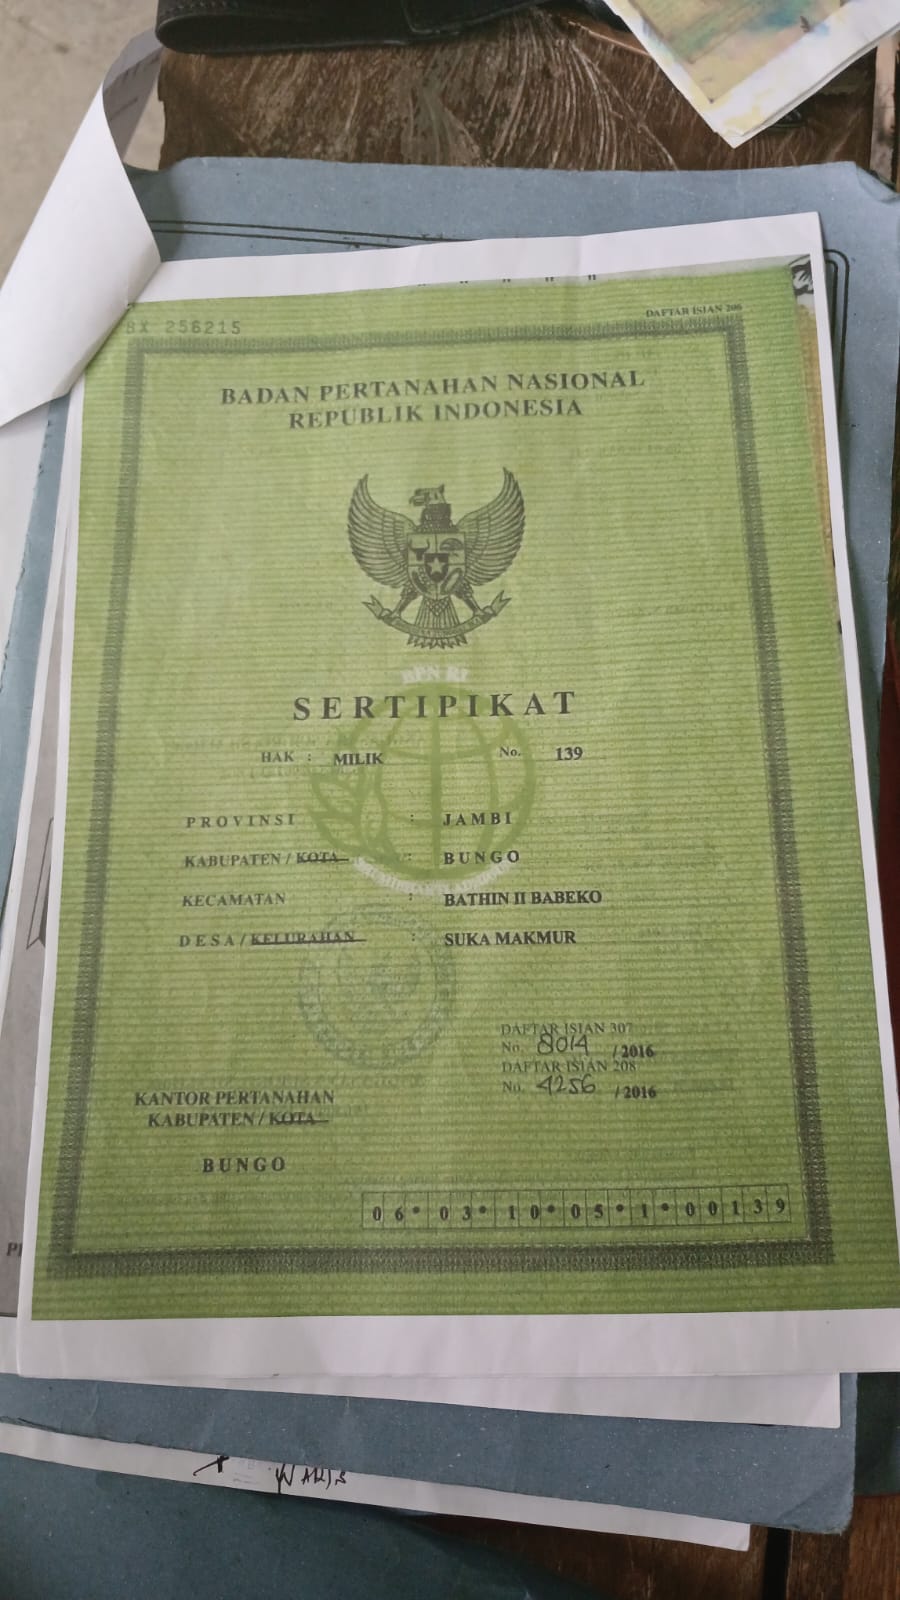 BX 256215
DAFTAR ISIAN 206
BADAN PERTANAHAN NASIONAL
REPUBLIK INDONESIA
BPN RI
SERTIPIKAT
HAK : MILIK No. 139
PROVINSI : JAMBI
KABUPATEN / KOTA : BUNGO
KECAMATAN : BATHIN II BABEKO
DESA / KELURAHAN : SUKA MAKMUR
DAFTAR ISIAN 307
No. 8014 / 2016
DAFTAR ISIAN 208
No. 4256 / 2016
KANTOR PERTANAHAN
KABUPATEN / KOTA
BUNGO
06•03•10•05•1•00139